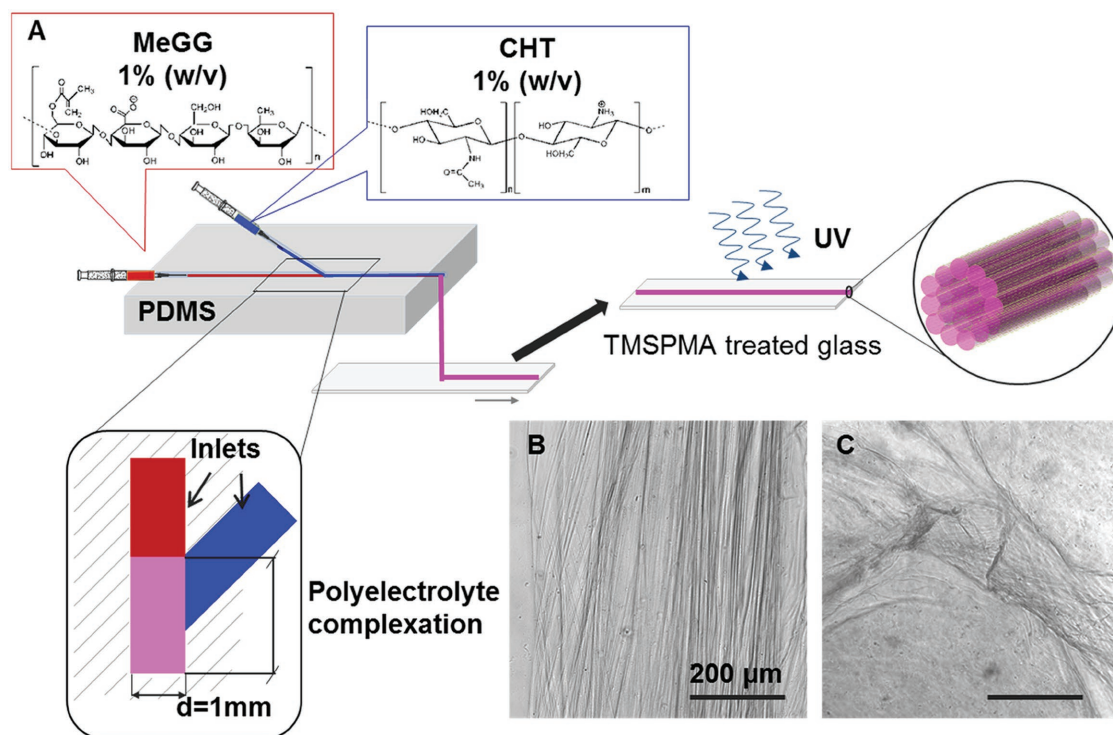 A
MeGG
1% (w/v)
CHT
1% (w/v)
PDMS
UV
TMSPMA treated glass
Inlets
Polyelectrolyte
complexation
d=1mm
B
200 µm
C